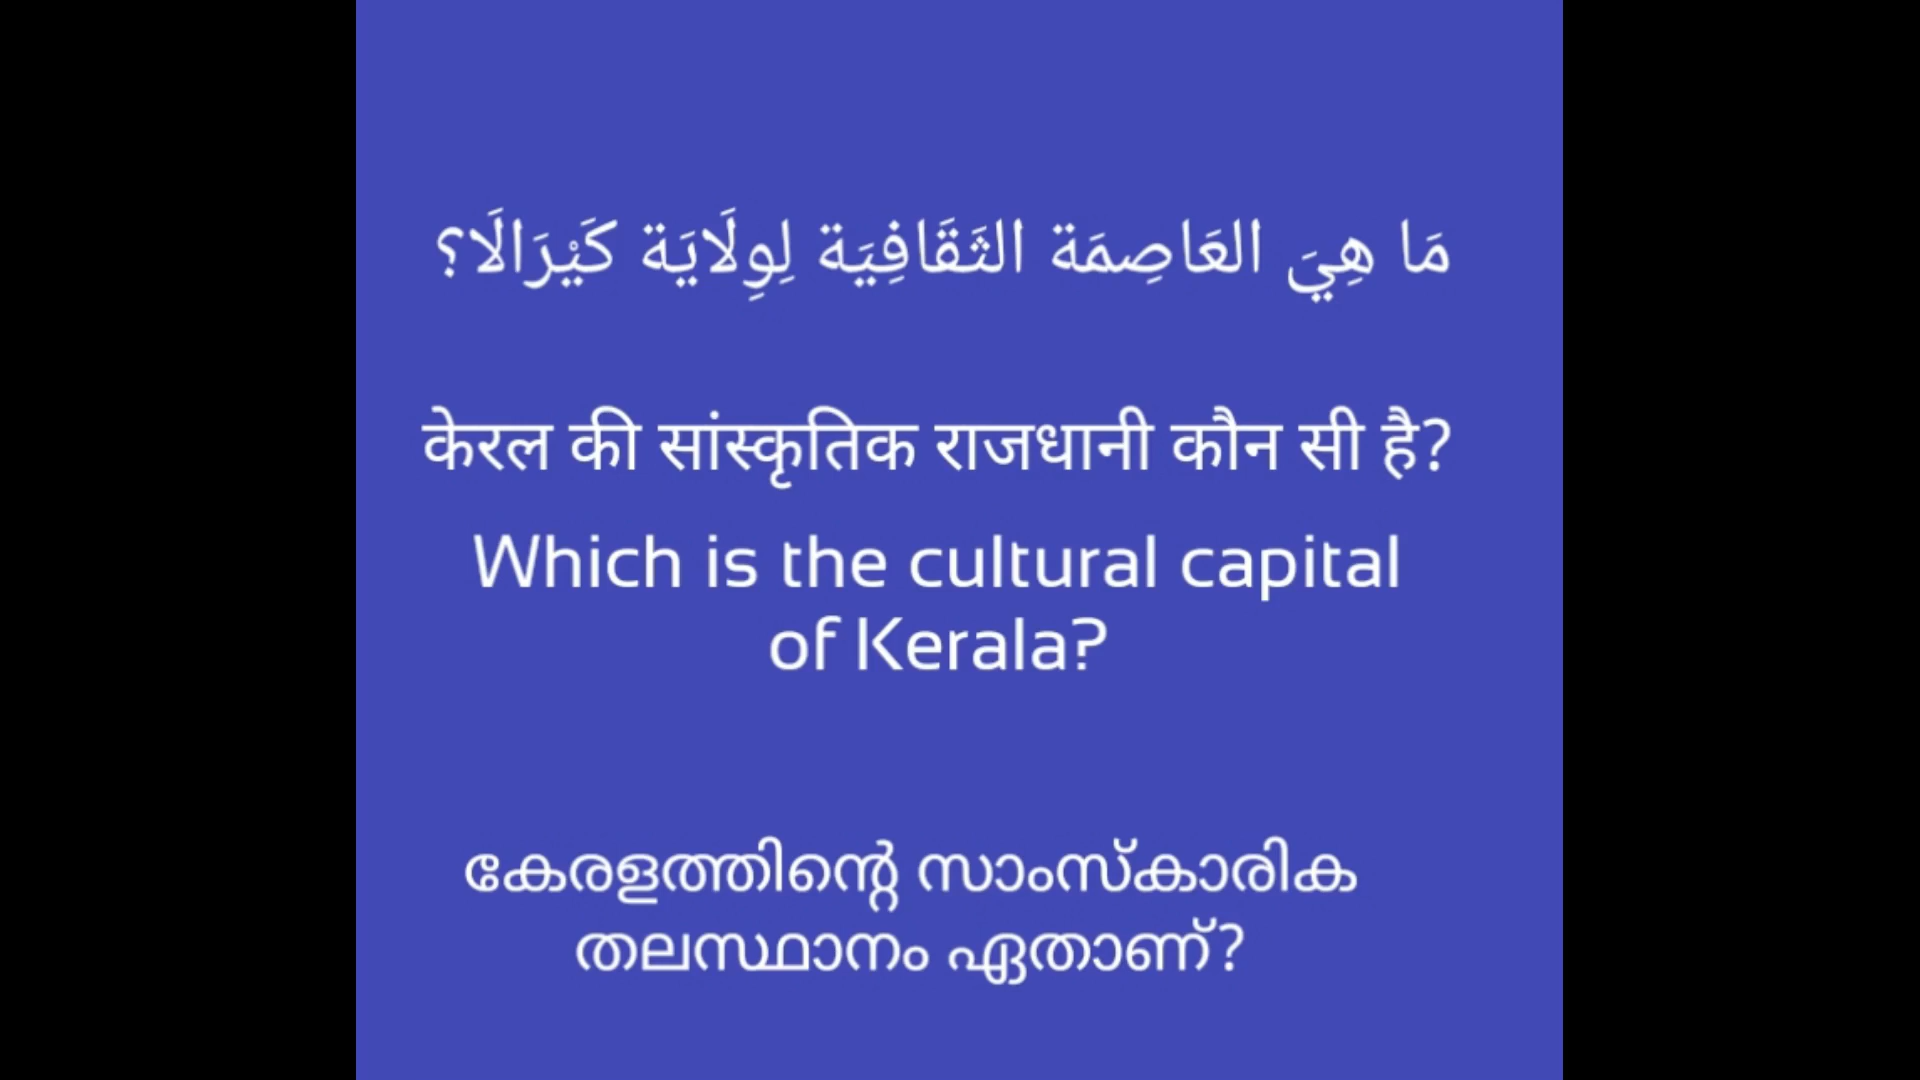 مَا هِيَ العَاصِمَة الثَقَافِيَة لِوِلَايَة كَيْرَالَا؟
केरल की सांस्कृतिक राजधानी कौन सी है?
Which is the cultural capital
of Kerala?
കേരളത്തിന്റെ സാംസ്കാരിക
തലസ്ഥാനം ഏതാണ്?